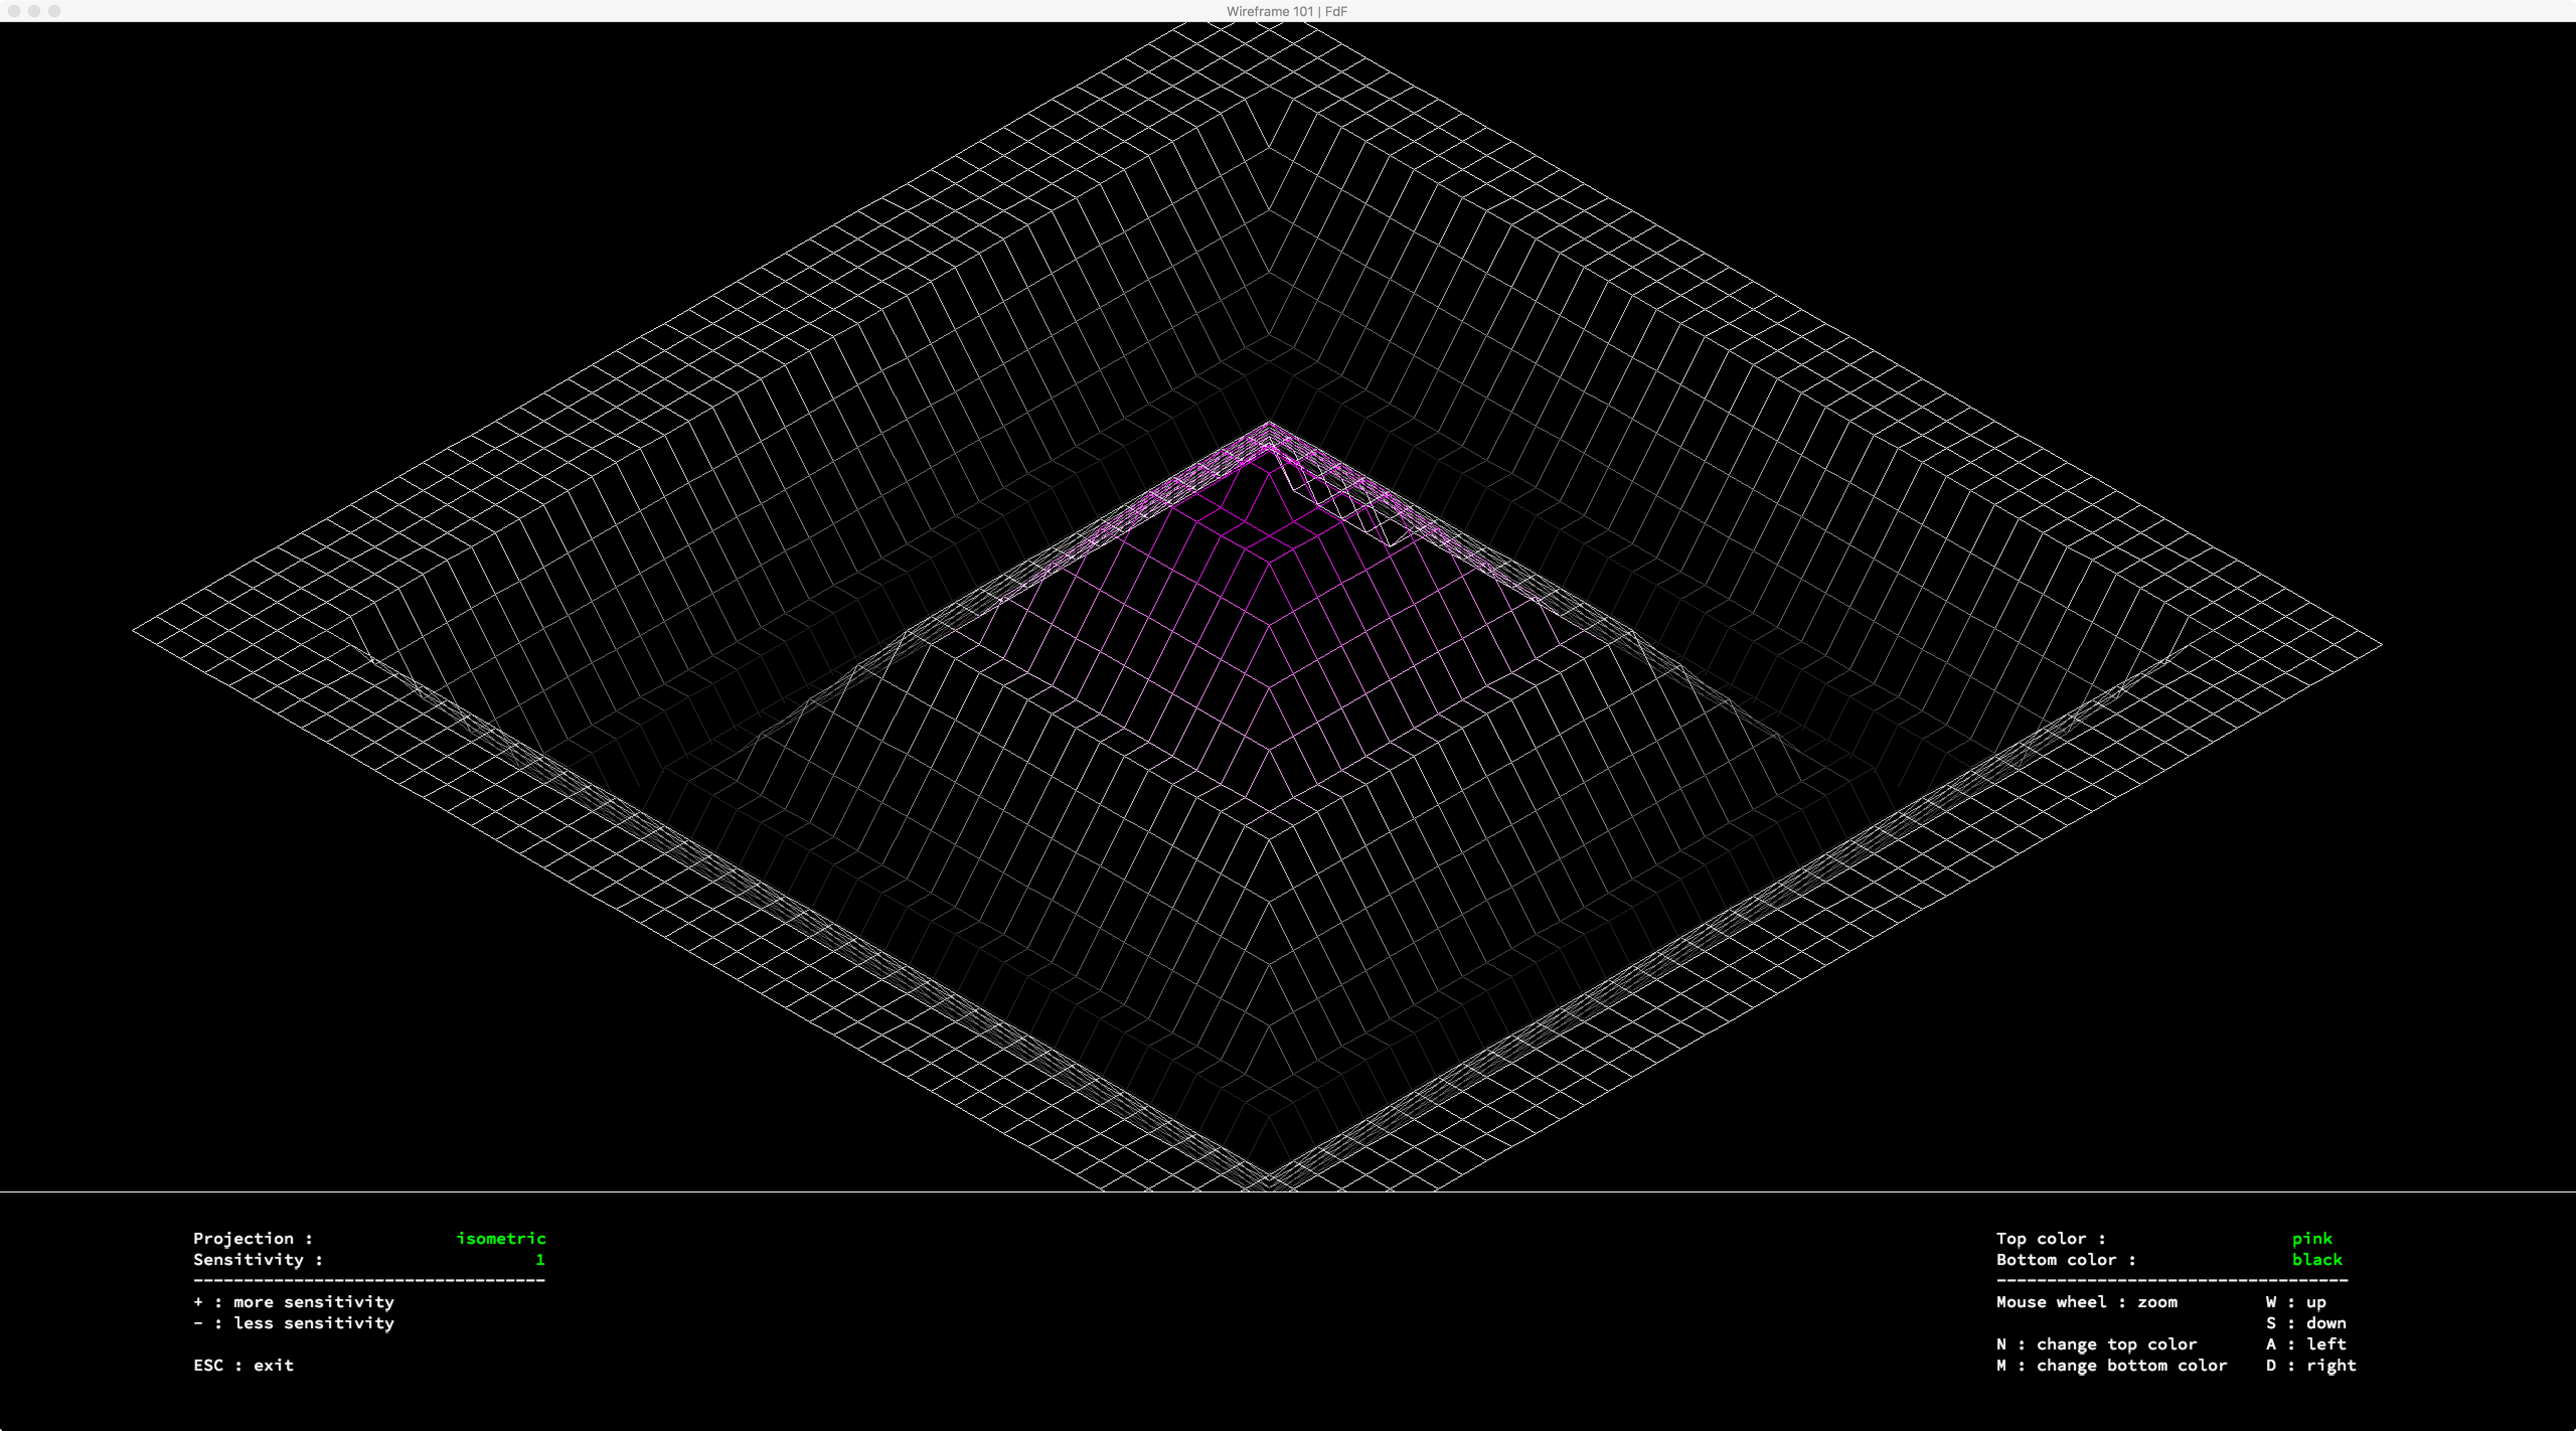 Wireframe 101 | FdF
Projection : isometric
Sensitivity : 1
-----------------------------------
+ : more sensitivity
- : less sensitivity
ESC : exit
Top color : pink
Bottom color : black
-----------------------------------
Mouse wheel : zoom W : up
S : down
N : change top color A : left
M : change bottom color D : right